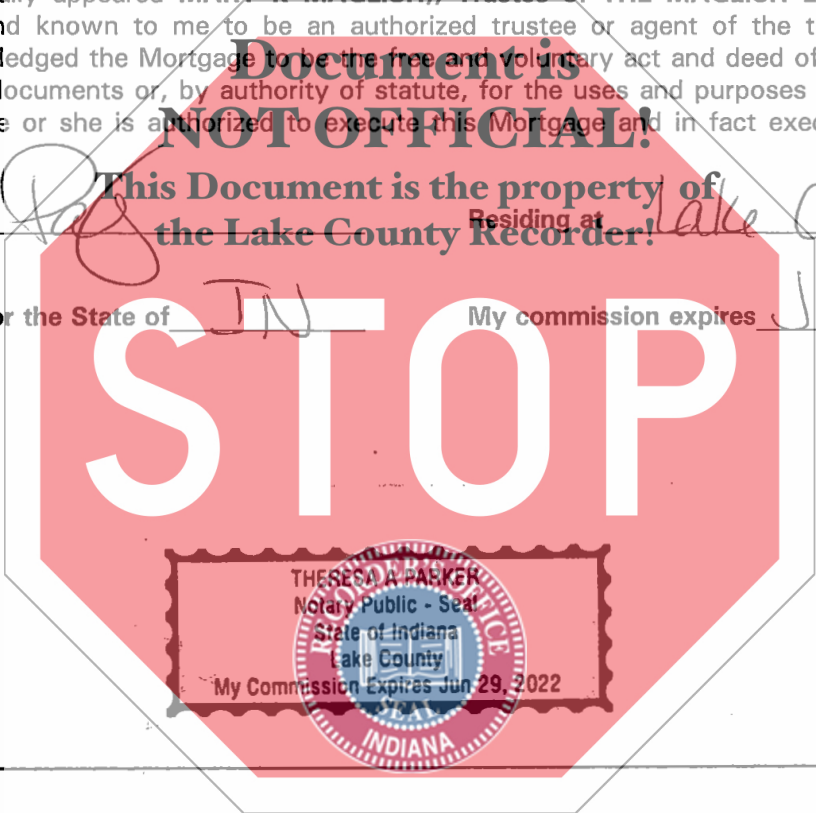 nd known to me to be an authorized trustee or agent of the t
ledged the Mortgage to be the free and voluntary act and deed of
ocuments or, by authority of statute, for the uses and purposes
e or she is authorized to execute this Mortgage and in fact exec
Document is
NOT OFFICIAL!
This Document is the property of
the Lake County Recorder!
Residing at Lake
r the State of IN My commission expires J
STOP
THERESA A PARKER
Notary Public - Seal
State of Indiana
Lake County
My Commission Expires Jun 29, 2022
RECORDER'S OFFICE
SEAL
INDIANA